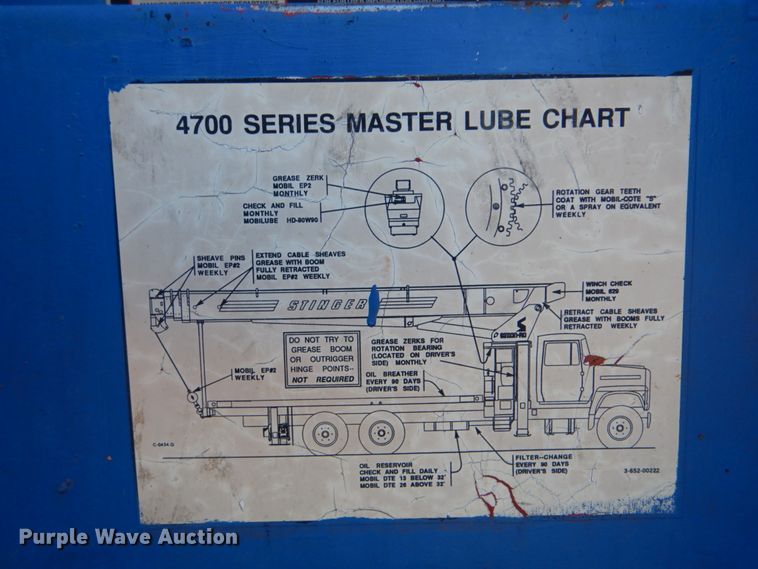 4700 SERIES MASTER LUBE CHART
GREASE ZERK
MOBIL EP2
MONTHLY
CHECK AND FILL
MONTHLY
MOBILUBE HD-80W90
ROTATION GEAR TEETH
COAT WITH MOBIL-COTE "S"
OR A SPRAY ON EQUIVALENT
WEEKLY
SHEAVE PINS
MOBIL EP#2
WEEKLY
EXTEND CABLE SHEAVES
GREASE WITH BOOM
FULLY RETRACTED
MOBIL EP#2 WEEKLY
WINCH CHECK
MOBIL 629
MONTHLY
RETRACT CABLE SHEAVES
GREASE WITH BOOMS FULLY
RETRACTED WEEKLY
STINGER
SIMON-RO
DO NOT TRY TO
GREASE BOOM
OR OUTRIGGER
HINGE POINTS--
NOT REQUIRED
GREASE ZERKS FOR
ROTATION BEARING
(LOCATED ON DRIVER'S
SIDE) MONTHLY
MOBIL EP#2
WEEKLY
OIL BREATHER
EVERY 90 DAYS
(DRIVER'S SIDE)
C-0434 G
OIL RESERVOIR
CHECK AND FILL DAILY -
MOBIL DTE 13 BELOW 32°
MOBIL DTE 26 ABOVE 32°
FILTER--CHANGE
EVERY 90 DAYS
(DRIVER'S SIDE)
3-652-00222
Purple Wave Auction